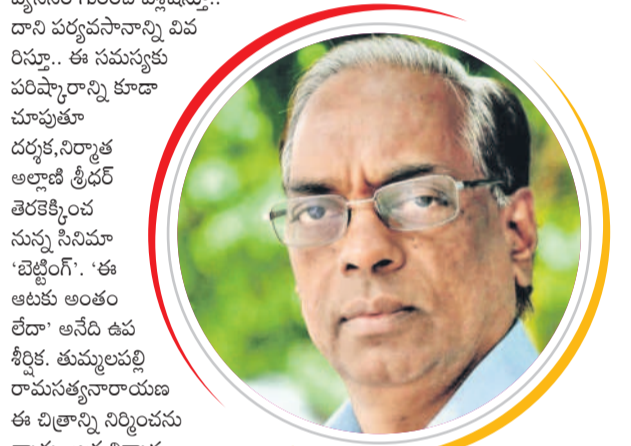 దాని పర్యవసానాన్ని వివ
రిస్తూ.. ఈ సమస్యకు
పరిష్కారాన్ని కూడా
చూపుతూ
దర్శక,నిర్మాత
అల్లాణి శ్రీధర్
తెరకెక్కించ
నున్న సినిమా
‘బెట్టింగ్’. ‘ఈ
ఆటకు అంతం
లేదా’ అనేది ఉప
శీర్షిక. తుమ్మలపల్లి
రామసత్యనారాయణ
ఈ చిత్రాన్ని నిర్మించను